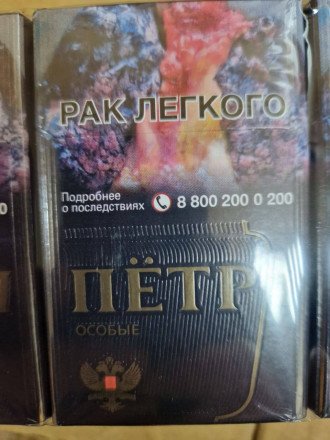 РАК ЛЕГКОГО
Подробнее
о последствиях
8 800 200 0 200
ПЁТР I
ОСОБЫЕ